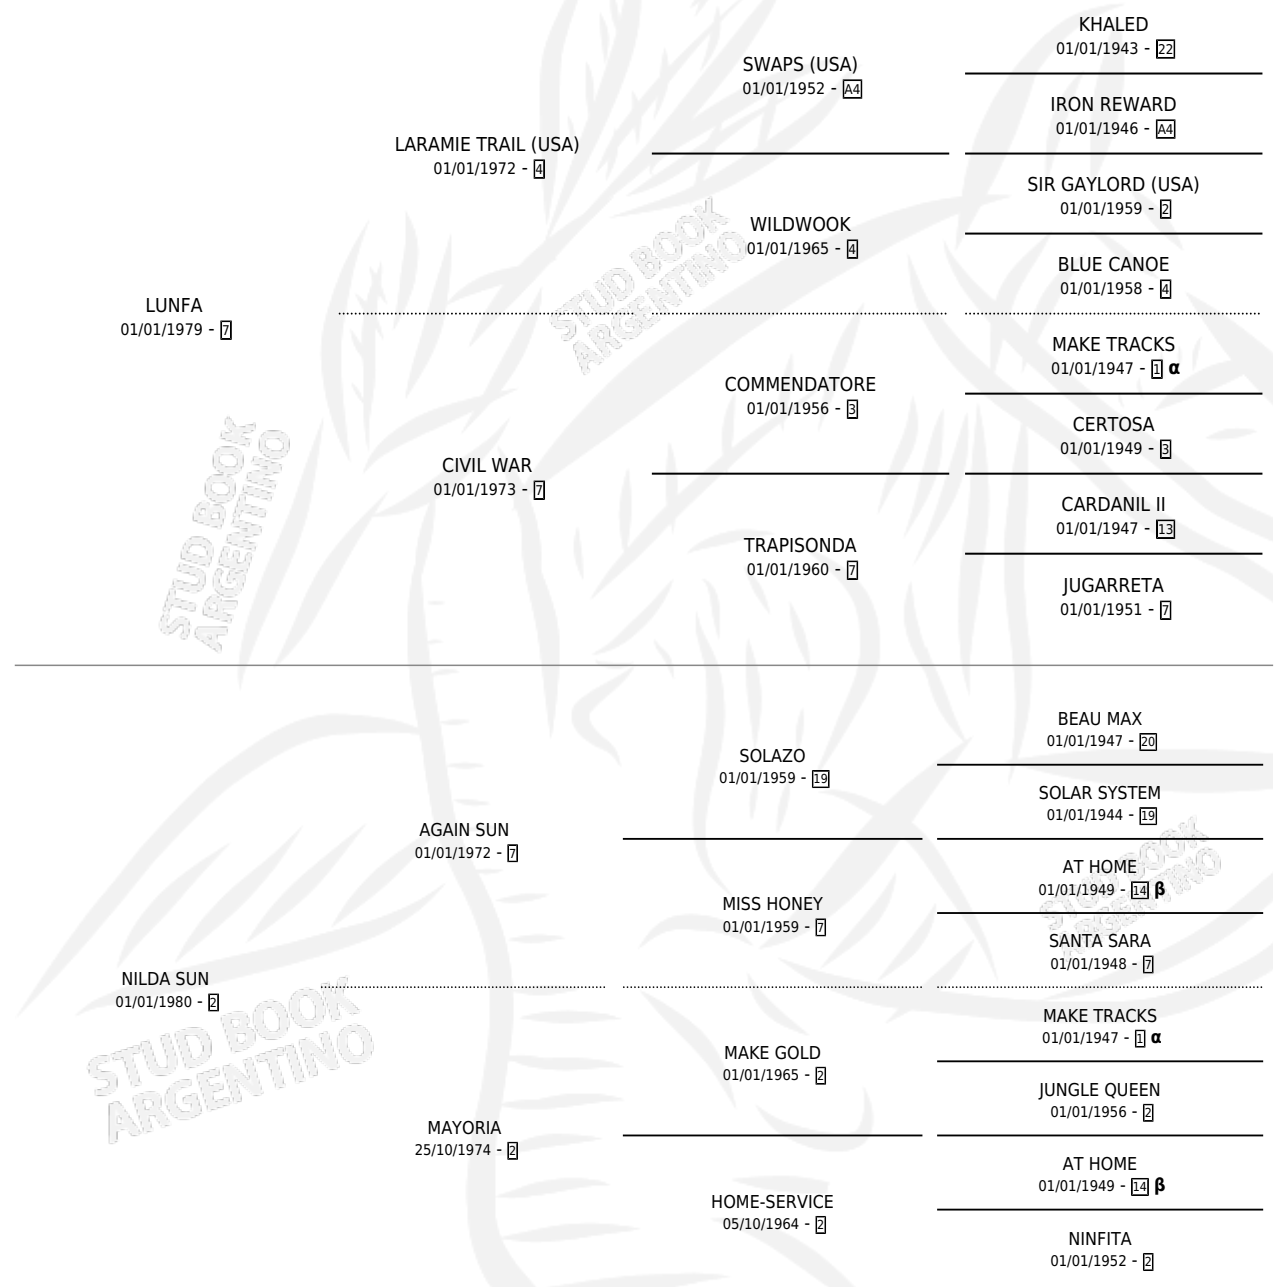 KHALED
01/01/1943 - 22
SWAPS (USA)
01/01/1952 - A4
IRON REWARD
01/01/1946 - A4
LARAMIE TRAIL (USA)
01/01/1972 - 4
SIR GAYLORD (USA)
01/01/1959 - 2
WILDWOOK
01/01/1965 - 4
BLUE CANOE
01/01/1958 - 4
LUNFA
01/01/1979 - 7
MAKE TRACKS
01/01/1947 - 1 α
COMMENDATORE
01/01/1956 - 3
CERTOSA
01/01/1949 - 3
CIVIL WAR
01/01/1973 - 7
CARDANIL II
01/01/1947 - 13
TRAPISONDA
01/01/1960 - 7
JUGARRETA
01/01/1951 - 7
BEAU MAX
01/01/1947 - 20
SOLAZO
01/01/1959 - 19
SOLAR SYSTEM
01/01/1944 - 19
AGAIN SUN
01/01/1972 - 7
AT HOME
01/01/1949 - 14 β
MISS HONEY
01/01/1959 - 7
SANTA SARA
01/01/1948 - 7
NILDA SUN
01/01/1980 - 2
MAKE TRACKS
01/01/1947 - 1 α
MAKE GOLD
01/01/1965 - 2
JUNGLE QUEEN
01/01/1956 - 2
MAYORIA
25/10/1974 - 2
AT HOME
01/01/1949 - 14 β
HOME-SERVICE
05/10/1964 - 2
NINFITA
01/01/1952 - 2
STUD BOOK
ARGENTINO
STUD BOOK
ARGENTINO
STUD BOOK
ARGENTINO
STUD BOOK
ARGENTINO